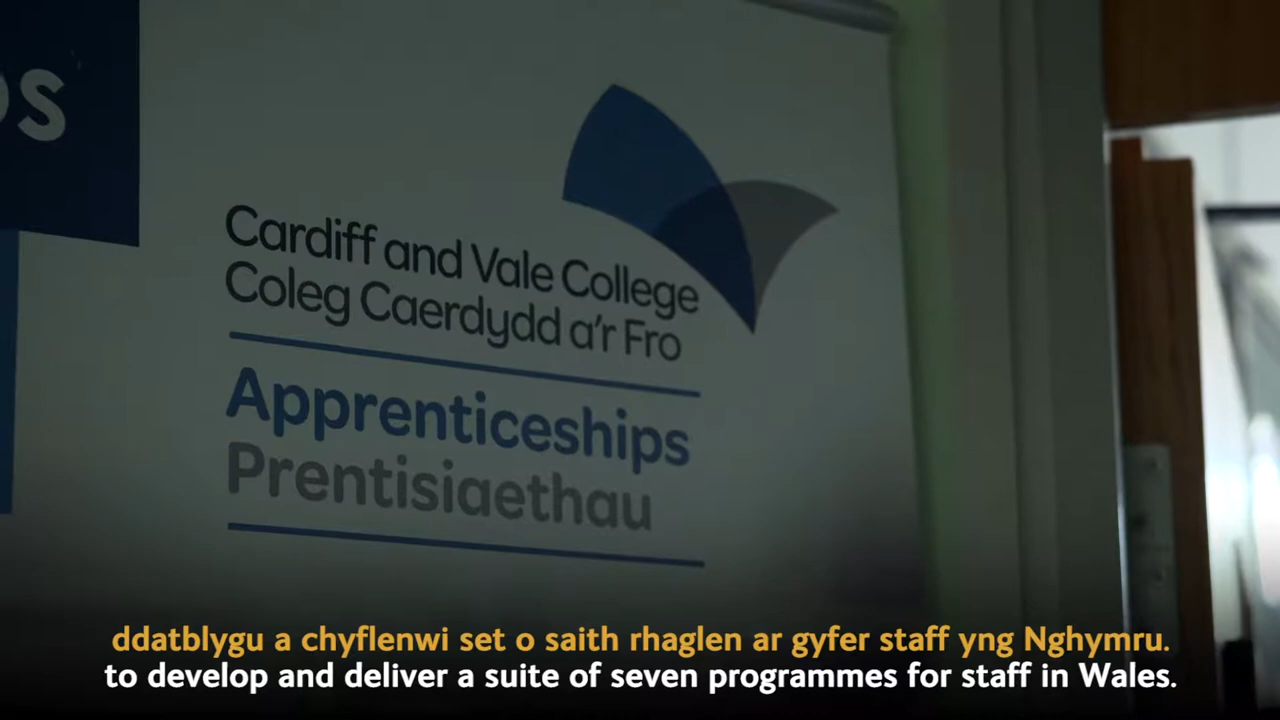 Cardiff and Vale College
Coleg Caerdydd a'r Fro
Apprenticeships
Prentisiaethau
ddatblygu a chyflenwi set o saith rhaglen ar gyfer staff yng Nghymru.
to develop and deliver a suite of seven programmes for staff in Wales.